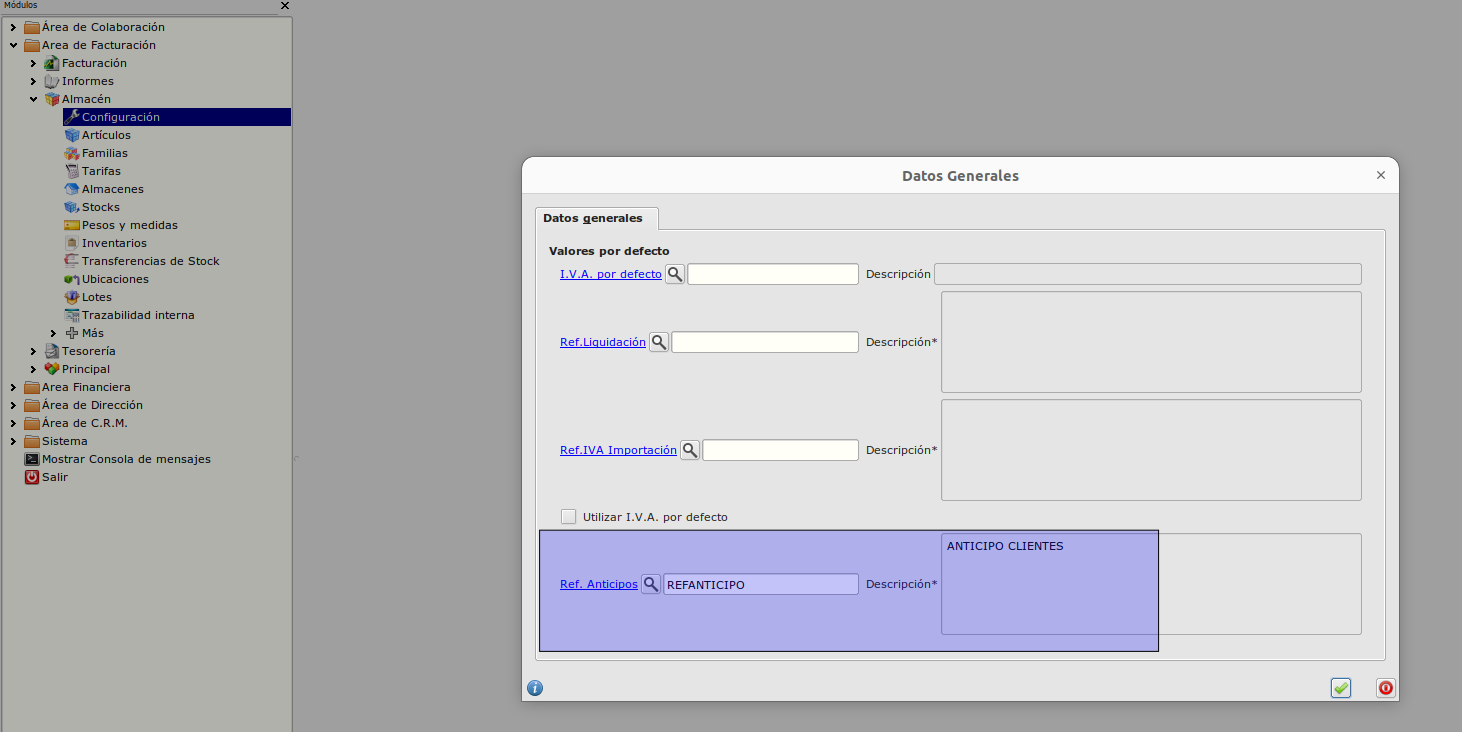 Módulos
Área de Colaboración
Area de Facturación
Facturación
Informes
Almacén
Configuración
Artículos
Familias
Tarifas
Almacenes
Stocks
Pesos y medidas
Inventarios
Transferencias de Stock
Ubicaciones
Lotes
Trazabilidad interna
Más
Tesorería
Principal
Area Financiera
Área de Dirección
Área de C.R.M.
Sistema
Mostrar Consola de mensajes
Salir
Datos Generales
Datos generales
Valores por defecto
I.V.A. por defecto Descripción
Ref.Liquidación Descripción*
Ref.IVA Importación Descripción*
Utilizar I.V.A. por defecto
ANTICIPO CLIENTES
Ref. Anticipos REFANTICIPO Descripción*